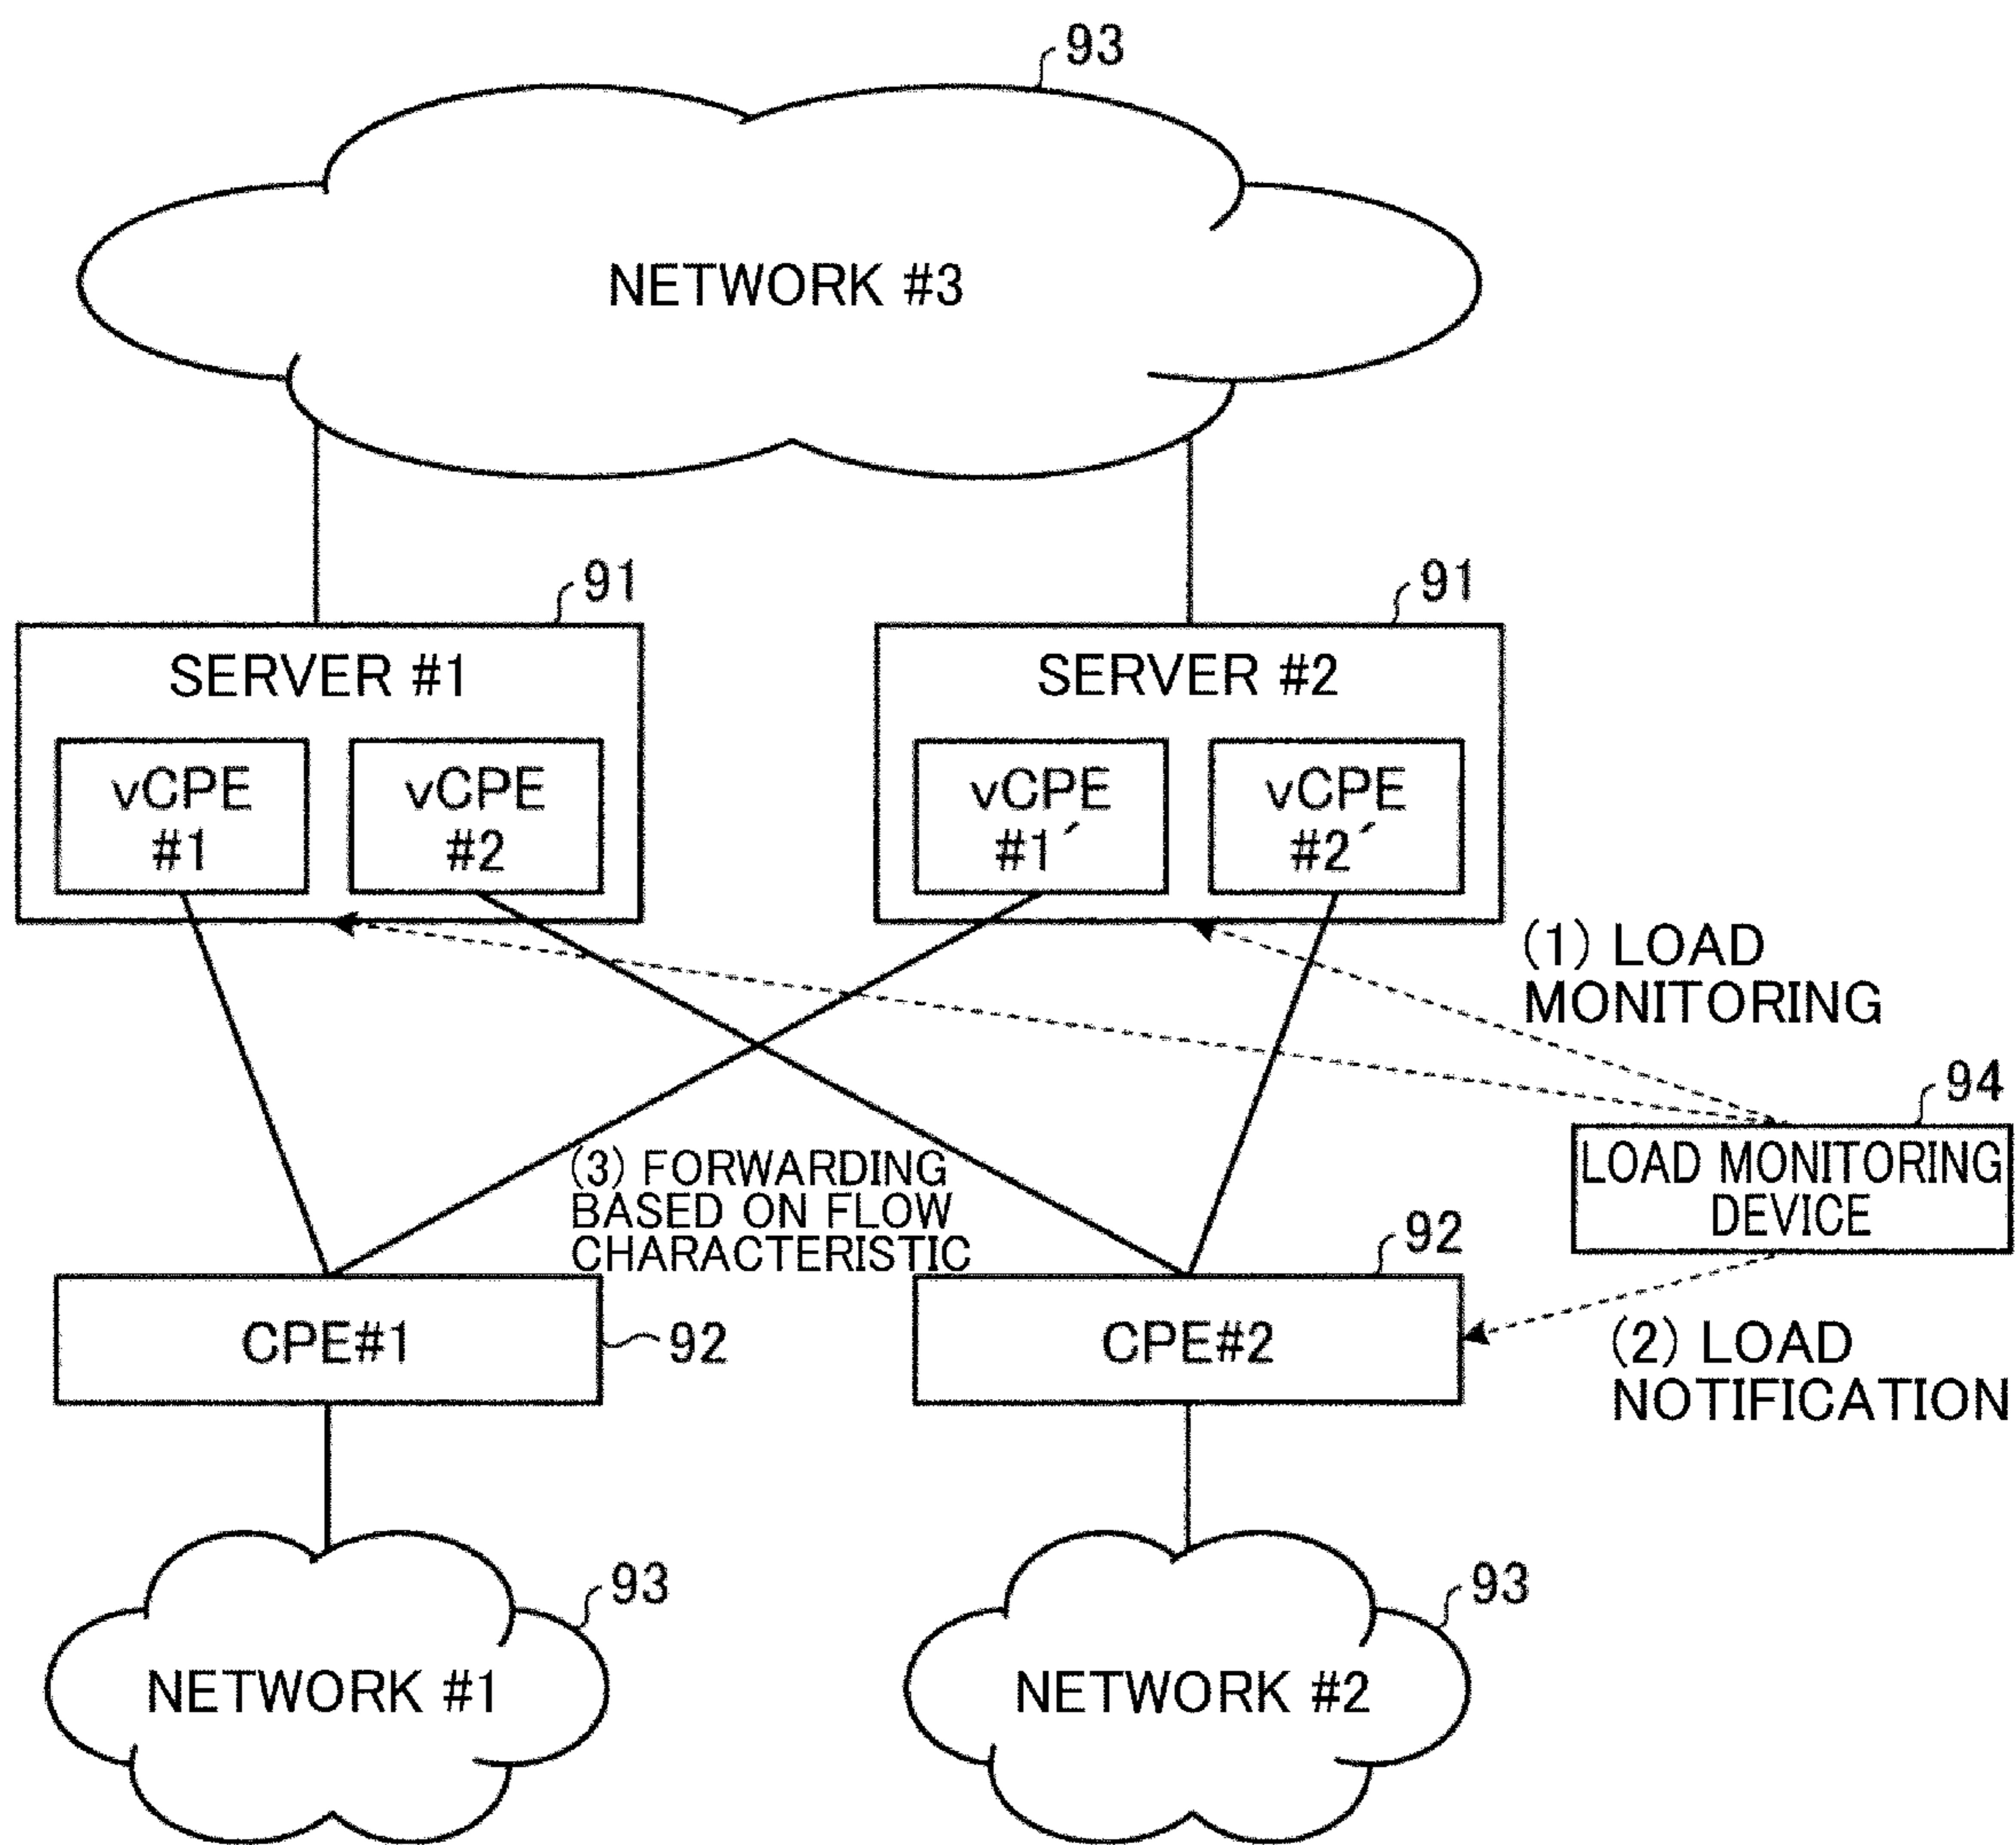 93
NETWORK #3
91
91
SERVER #1
SERVER #2
vCPE
#1
vCPE
#2
vCPE
#1´
vCPE
#2´
(1) LOAD
MONITORING
94
LOAD MONITORING
DEVICE
(3) FORWARDING
BASED ON FLOW
CHARACTERISTIC
92
CPE#1
92
CPE#2
(2) LOAD
NOTIFICATION
93
93
NETWORK #1
NETWORK #2